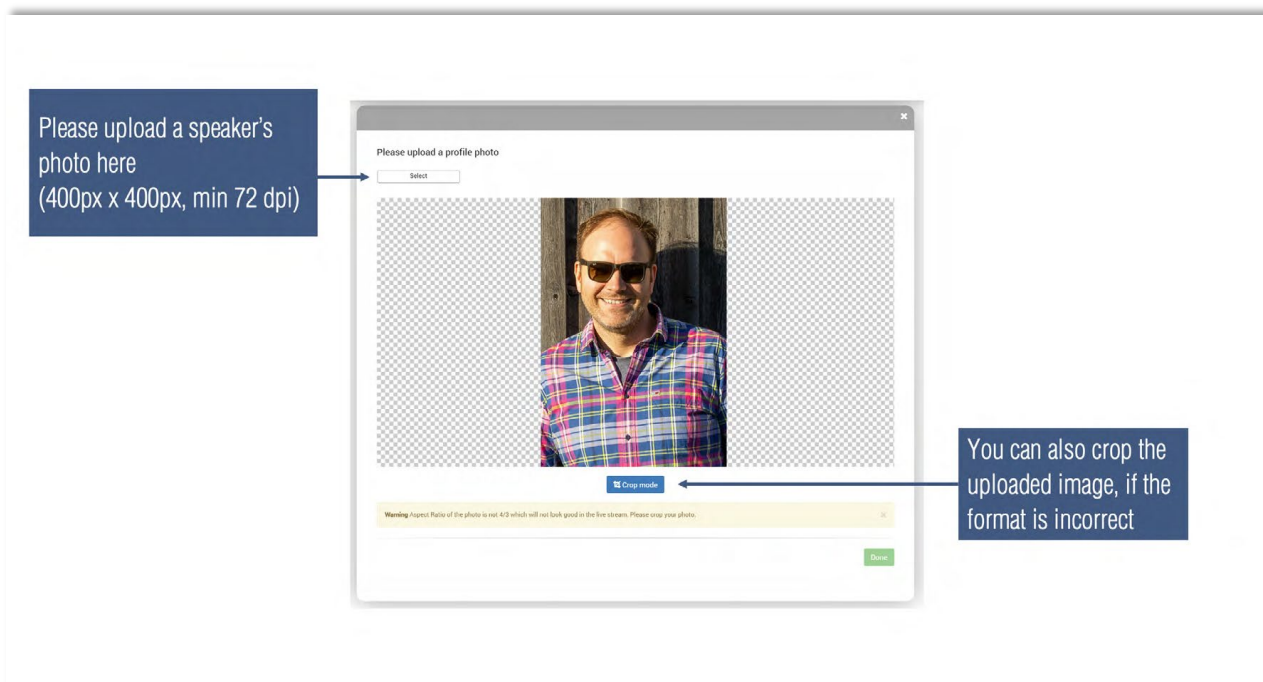 Please upload a speaker's
photo here
(400px x 400px, min 72 dpi)
Please upload a profile photo
Select
Crop mode
Warning Aspect Ratio of the photo is not 4/3 which will not look good in the live stream. Please crop your photo.
Done
You can also crop the
uploaded image, if the
format is incorrect